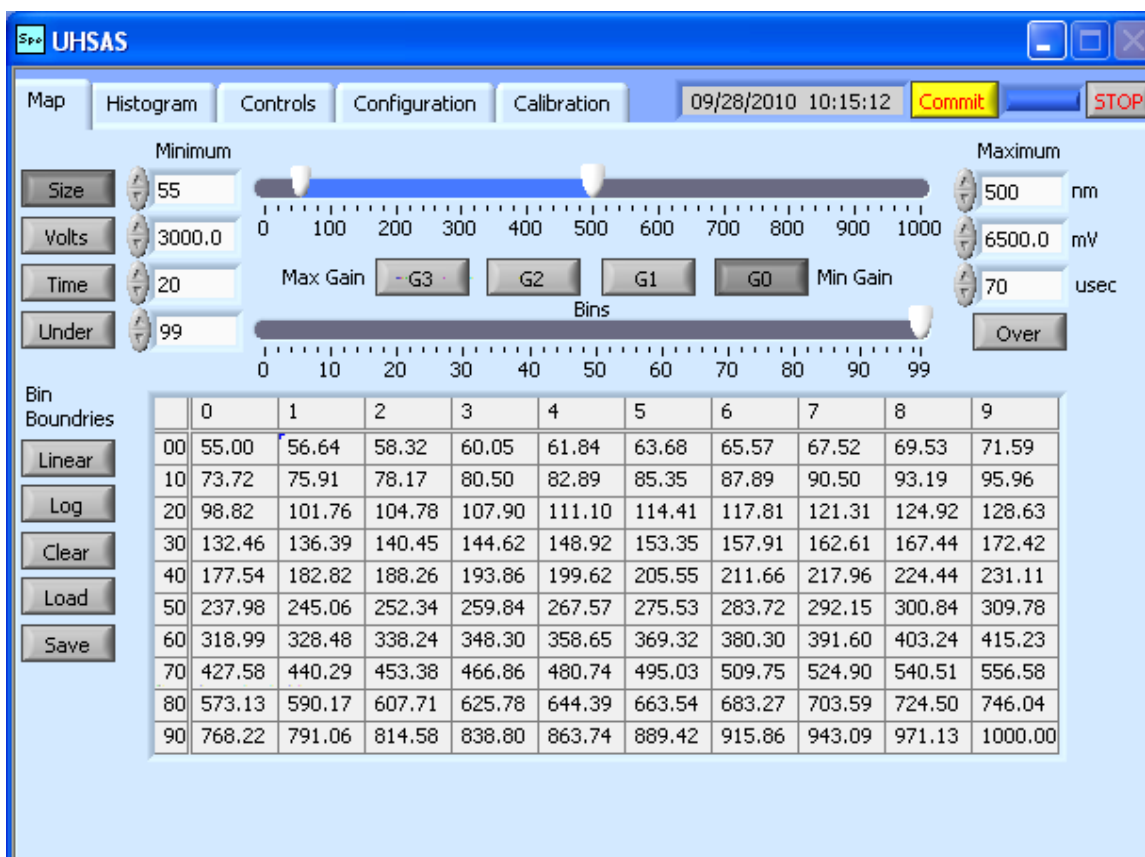 Spe UHSAS
Map Histogram Controls Configuration Calibration 09/28/2010 10:15:12 Commit STOP
Minimum Maximum
Size 55 500 nm
0 100 200 300 400 500 600 700 800 900 1000
Volts 3000.0 6500.0 mV
Time 20 Max Gain G3 G2 G1 G0 Min Gain 70 usec
Bins
Under 99 Over
0 10 20 30 40 50 60 70 80 90 99
Bin
Boundries
0 1 2 3 4 5 6 7 8 9
Linear
00 55.00 56.64 58.32 60.05 61.84 63.68 65.57 67.52 69.53 71.59
10 73.72 75.91 78.17 80.50 82.89 85.35 87.89 90.50 93.19 95.96
Log
20 98.82 101.76 104.78 107.90 111.10 114.41 117.81 121.31 124.92 128.63
Clear
30 132.46 136.39 140.45 144.62 148.92 153.35 157.91 162.61 167.44 172.42
40 177.54 182.82 188.26 193.86 199.62 205.55 211.66 217.96 224.44 231.11
Load
50 237.98 245.06 252.34 259.84 267.57 275.53 283.72 292.15 300.84 309.78
Save
60 318.99 328.48 338.24 348.30 358.65 369.32 380.30 391.60 403.24 415.23
70 427.58 440.29 453.38 466.86 480.74 495.03 509.75 524.90 540.51 556.58
80 573.13 590.17 607.71 625.78 644.39 663.54 683.27 703.59 724.50 746.04
90 768.22 791.06 814.58 838.80 863.74 889.42 915.86 943.09 971.13 1000.00